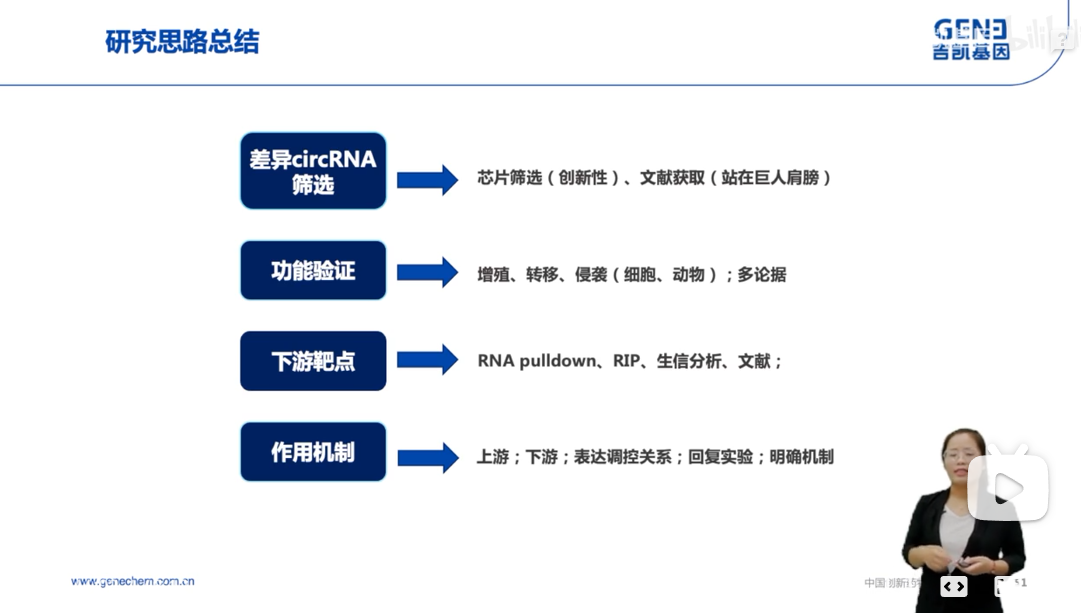 研究思路总结
GENE
吉凯基因
bilibili
差异circRNA
筛选
芯片筛选（创新性）、文献获取（站在巨人肩膀）
功能验证
增殖、转移、侵袭（细胞、动物）；多论据
下游靶点
RNA pulldown、RIP、生信分析、文献；
作用机制
上游；下游；表达调控关系；回复实验；明确机制
www.genechem.com.cn
中国